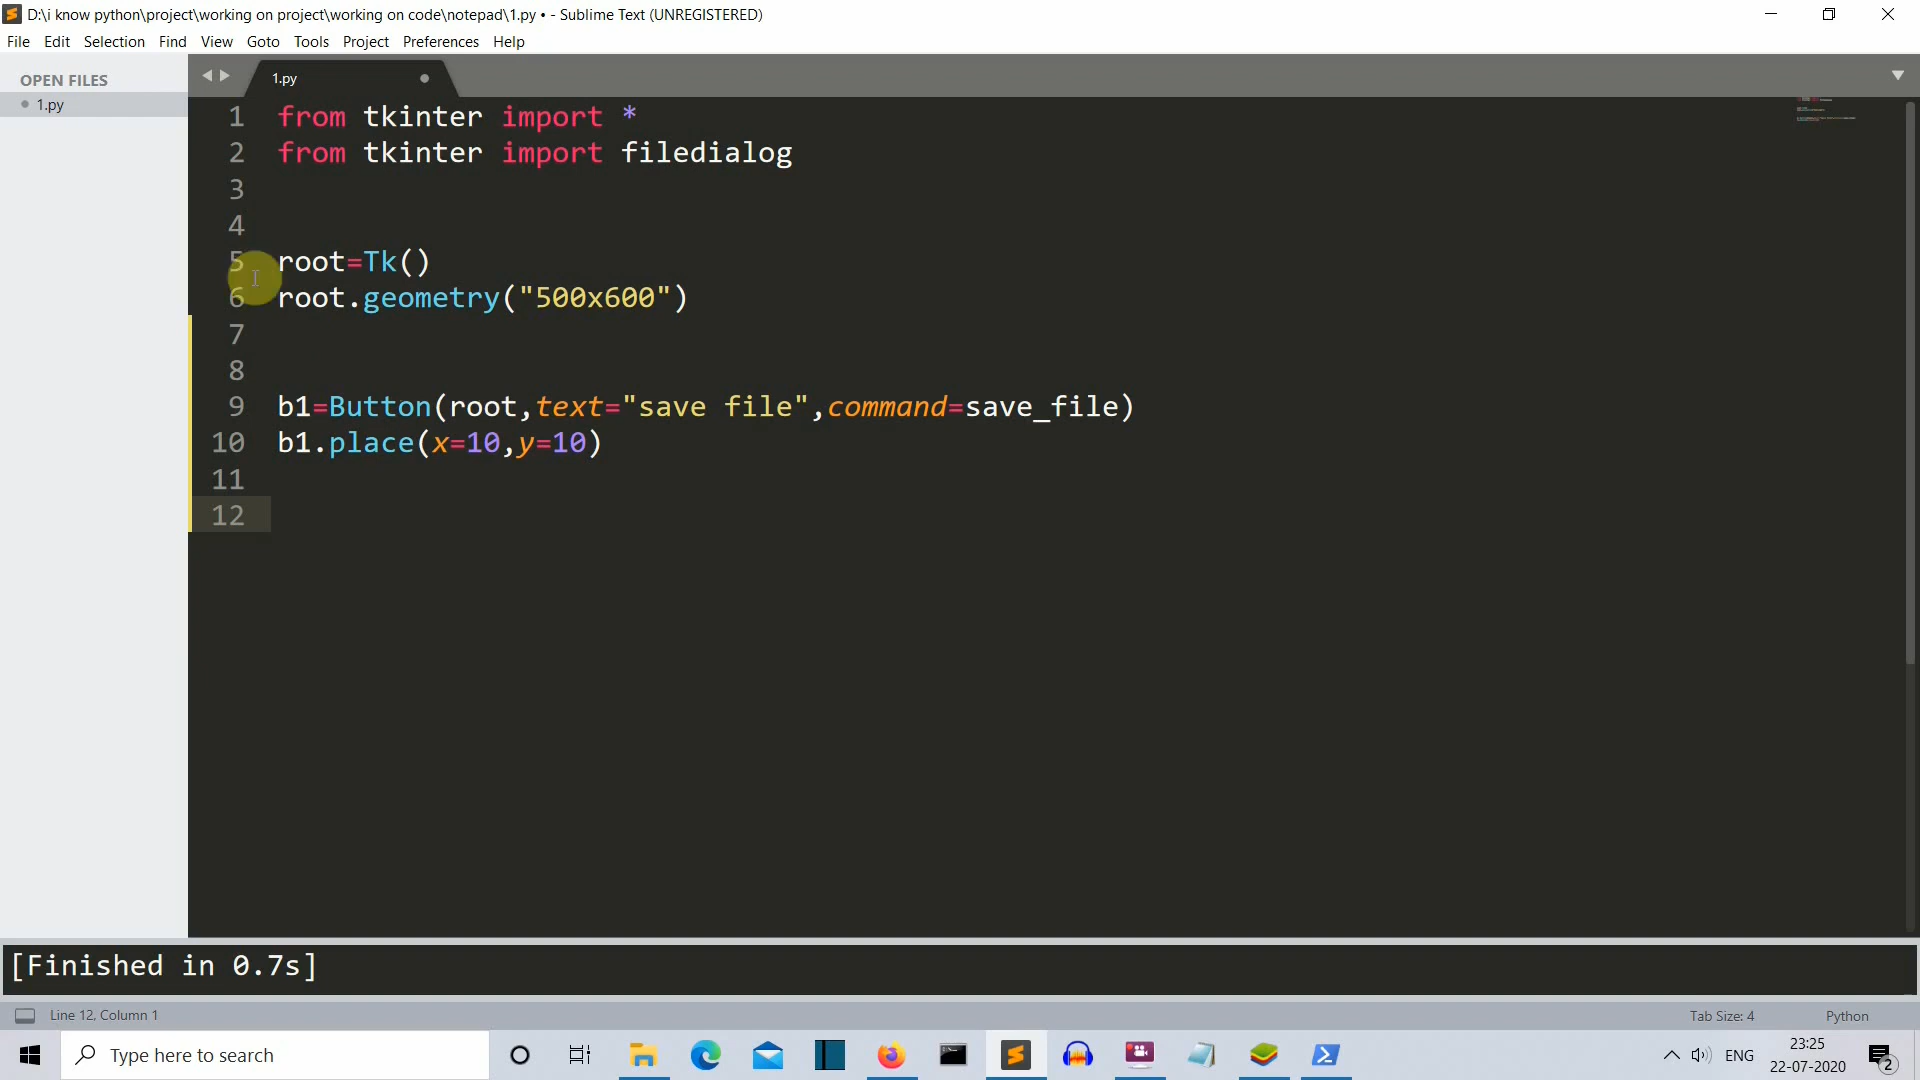 D:\i know python\project\working on project\working on code\notepad\1.py • - Sublime Text (UNREGISTERED)
File Edit Selection Find View Goto Tools Project Preferences Help
OPEN FILES
1.py
1.py
1 from tkinter import *
2 from tkinter import filedialog
3
4
5 root=Tk()
6 root.geometry("500x600")
7
8
9 b1=Button(root,text="save file",command=save_file)
10 b1.place(x=10,y=10)
11
12
[Finished in 0.7s]
Line 12, Column 1
Tab Size: 4
Python
Type here to search
ENG
23:25
22-07-2020
2